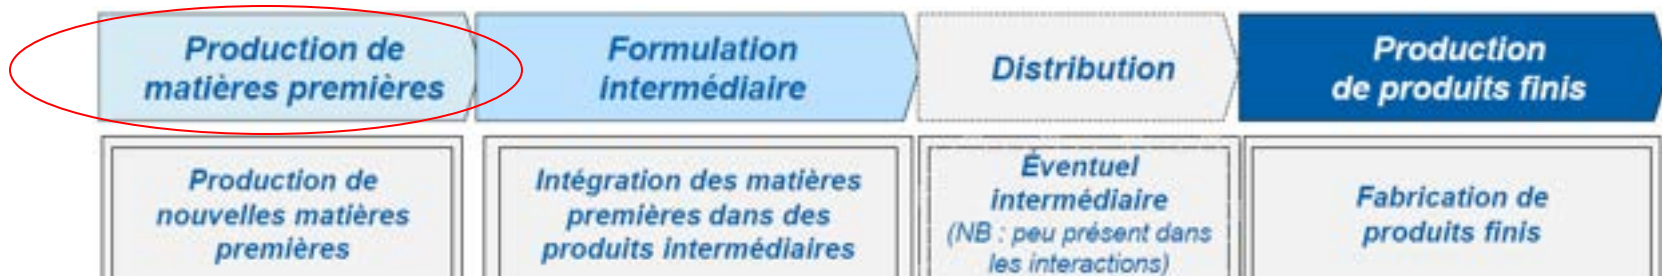 Production de
matières premières
Formulation
intermédiaire
Distribution
Production
de produits finis
Production de
nouvelles matières
premières
Intégration des matières
premières dans des
produits intermédiaires
Éventuel
intermédiaire
(NB : peu présent dans
les interactions)
Fabrication de
produits finis